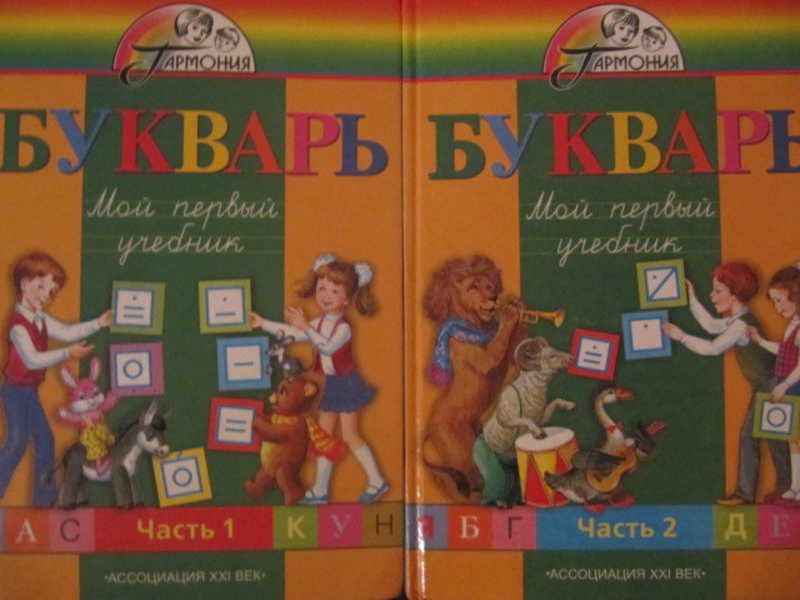 ГАРМОНИЯ
БУКВАРЬ
Мой первый
учебник
А С Часть 1 К У Н
•АССОЦИАЦИЯ XXI ВЕК•
ГАРМОНИЯ
БУКВАРЬ
Мой первый
учебник
Я Б Г Часть 2 Д Е
•АССОЦИАЦИЯ XXI ВЕК•